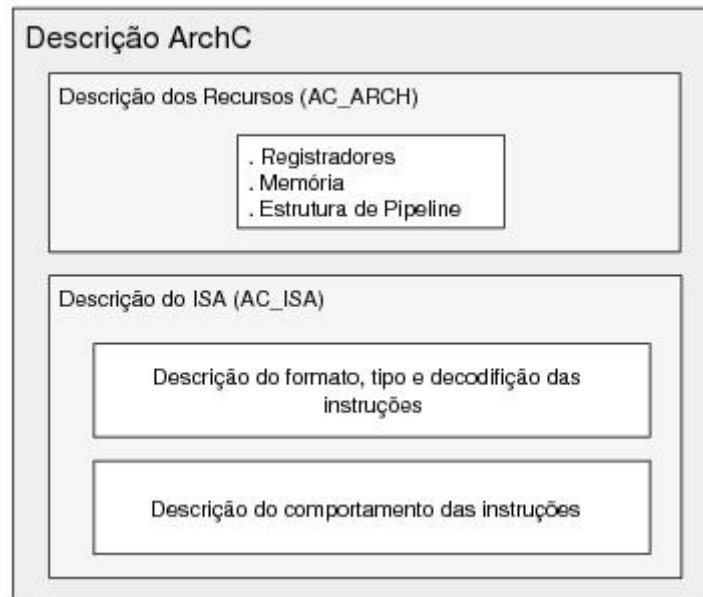 Descrição ArchC
Descrição dos Recursos (AC_ARCH)
. Registradores
. Memória
. Estrutura de Pipeline
Descrição do ISA (AC_ISA)
Descrição do formato, tipo e decodifição das
instruções
Descrição do comportamento das instruções